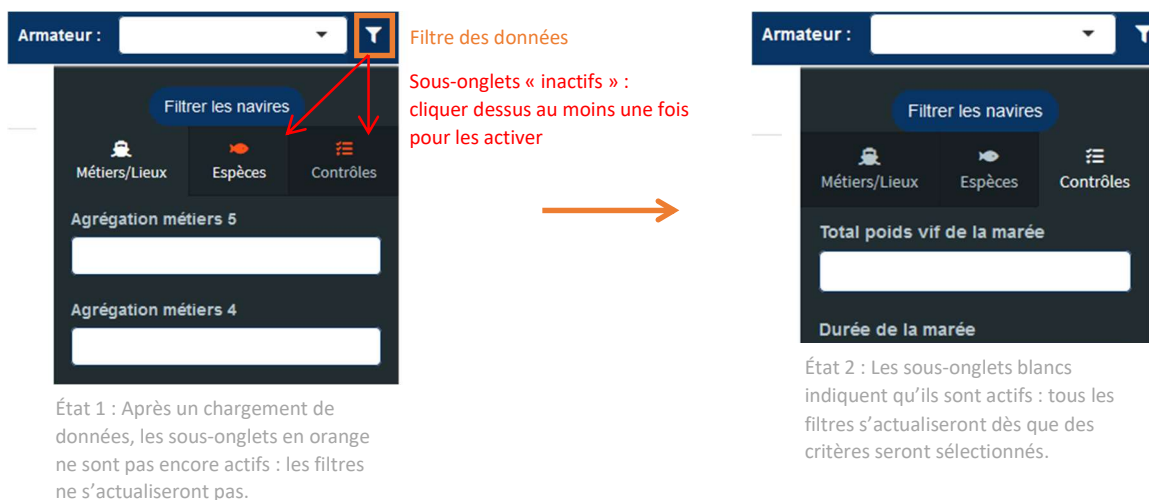 Armateur :
Filtre des données
Sous-onglets « inactifs » :
cliquer dessus au moins une fois
pour les activer
Filtrer les navires
Métiers/Lieux
Espèces
Contrôles
Agrégation métiers 5
Agrégation métiers 4
État 1 : Après un chargement de
données, les sous-onglets en orange
ne sont pas encore actifs : les filtres
ne s’actualiseront pas.
Armateur :
Filtrer les navires
Métiers/Lieux
Espèces
Contrôles
Total poids vif de la marée
Durée de la marée
État 2 : Les sous-onglets blancs
indiquent qu’ils sont actifs : tous les
filtres s’actualiseront dès que des
critères seront sélectionnés.